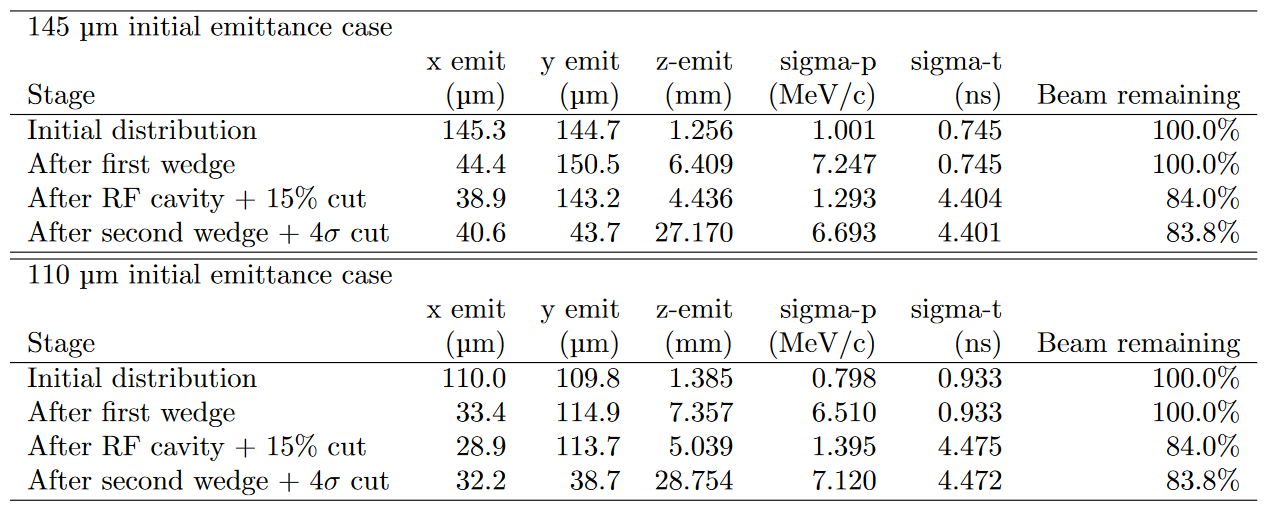 145 µm initial emittance case
x emit y emit z-emit sigma-p sigma-t
Stage (µm) (µm) (mm) (MeV/c) (ns) Beam remaining
Initial distribution 145.3 144.7 1.256 1.001 0.745 100.0%
After first wedge 44.4 150.5 6.409 7.247 0.745 100.0%
After RF cavity + 15% cut 38.9 143.2 4.436 1.293 4.404 84.0%
After second wedge + 4σ cut 40.6 43.7 27.170 6.693 4.401 83.8%
110 µm initial emittance case
x emit y emit z-emit sigma-p sigma-t
Stage (µm) (µm) (mm) (MeV/c) (ns) Beam remaining
Initial distribution 110.0 109.8 1.385 0.798 0.933 100.0%
After first wedge 33.4 114.9 7.357 6.510 0.933 100.0%
After RF cavity + 15% cut 28.9 113.7 5.039 1.395 4.475 84.0%
After second wedge + 4σ cut 32.2 38.7 28.754 7.120 4.472 83.8%